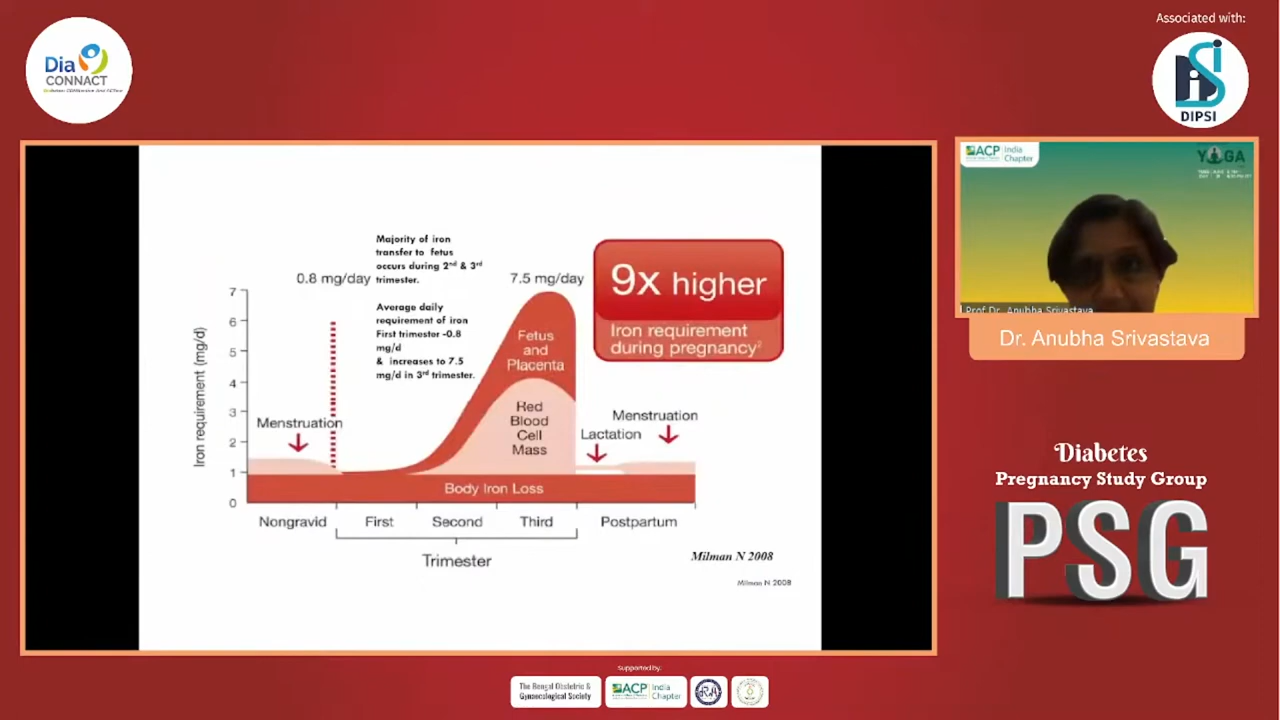 Associated with:
Dia
CONNACT
DiSi
DIPSI
ACP India
Chapter
YOGA
Majority of iron
transfer to fetus
occurs during 2nd & 3rd
trimester.
0.8 mg/day
7.5 mg/day
Average daily
requirement of iron
First trimester -0.8
mg/d
& increases to 7.5
mg/d in 3rd trimester.
9x higher
Iron requirement
during pregnancy²
Iron requirement (mg/d)
7
6
5
4
3
2
1
0
Fetus
and
Placenta
Red
Blood
Cell
Mass
Menstruation
Lactation
Menstruation
Body Iron Loss
Nongravid
First
Second
Third
Postpartum
Trimester
Milman N 2008
Milman N 2008
Prof Dr. Anubha Srivastava
Dr. Anubha Srivastava
Diabetes
Pregnancy Study Group
PSG
Supported by:
The Bengal Obstetric &
Gynaecological Society
ACP India
Chapter